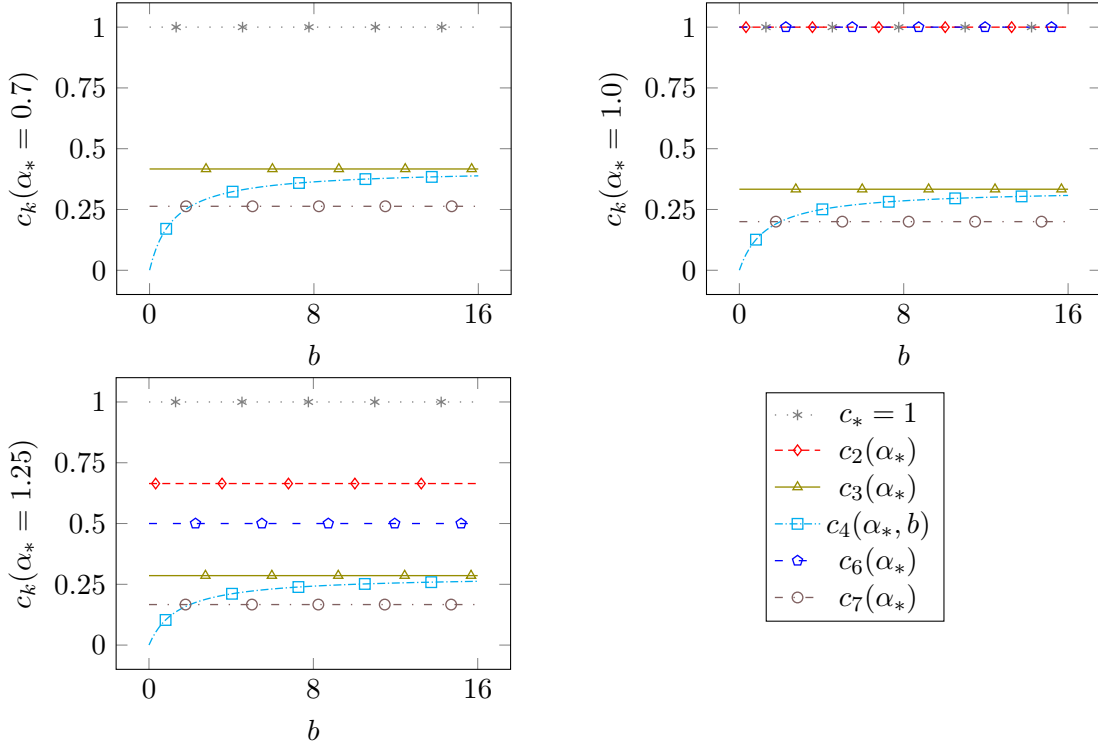 1
0.75
0.5
0.25
0
0 8 16
b
c_k(α_* = 0.7)
1
0.75
0.5
0.25
0
0 8 16
b
c_k(α_* = 1.0)
1
0.75
0.5
0.25
0
0 8 16
b
c_k(α_* = 1.25)
c_* = 1
c_2(α_*)
c_3(α_*)
c_4(α_*, b)
c_6(α_*)
c_7(α_*)